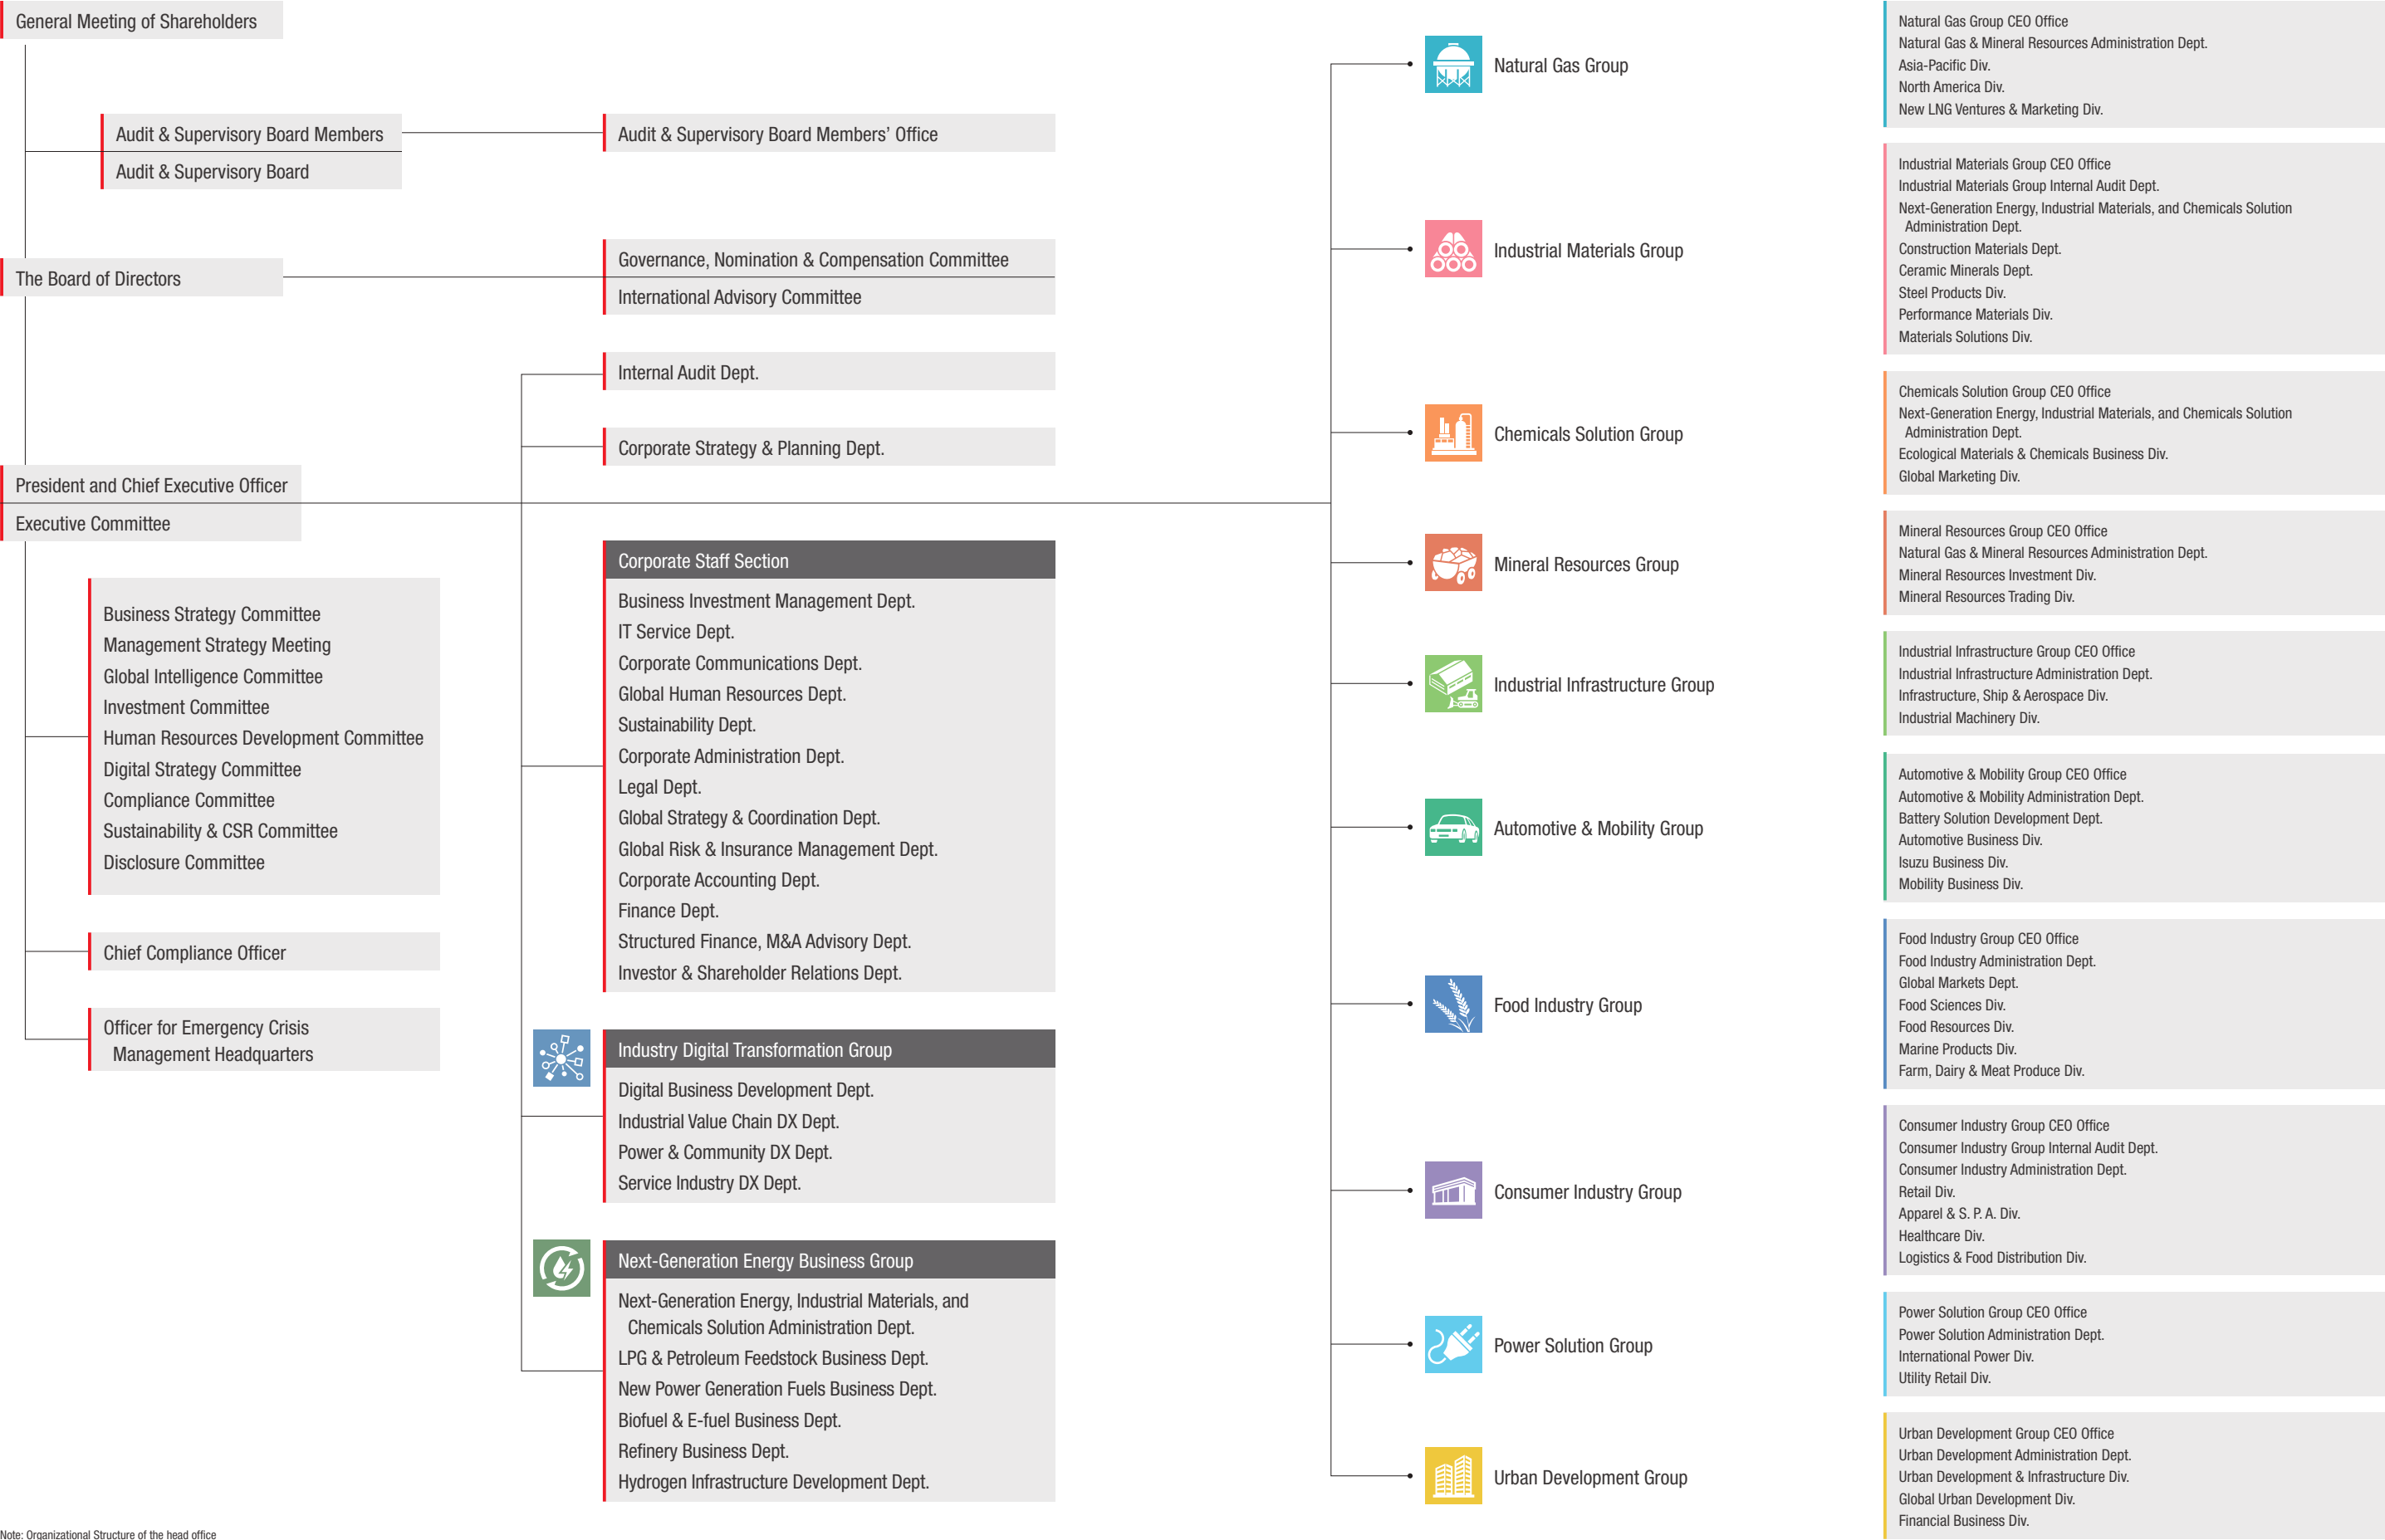 General Meeting of Shareholders
Audit & Supervisory Board Members
Audit & Supervisory Board
Audit & Supervisory Board Members’ Office
The Board of Directors
Governance, Nomination & Compensation Committee
International Advisory Committee
Internal Audit Dept.
Corporate Strategy & Planning Dept.
President and Chief Executive Officer
Executive Committee
Business Strategy Committee
Management Strategy Meeting
Global Intelligence Committee
Investment Committee
Human Resources Development Committee
Digital Strategy Committee
Compliance Committee
Sustainability & CSR Committee
Disclosure Committee
Chief Compliance Officer
Officer for Emergency Crisis
Management Headquarters
Corporate Staff Section
Business Investment Management Dept.
IT Service Dept.
Corporate Communications Dept.
Global Human Resources Dept.
Sustainability Dept.
Corporate Administration Dept.
Legal Dept.
Global Strategy & Coordination Dept.
Global Risk & Insurance Management Dept.
Corporate Accounting Dept.
Finance Dept.
Structured Finance, M&A Advisory Dept.
Investor & Shareholder Relations Dept.
Industry Digital Transformation Group
Digital Business Development Dept.
Industrial Value Chain DX Dept.
Power & Community DX Dept.
Service Industry DX Dept.
Next-Generation Energy Business Group
Next-Generation Energy, Industrial Materials, and
Chemicals Solution Administration Dept.
LPG & Petroleum Feedstock Business Dept.
New Power Generation Fuels Business Dept.
Biofuel & E-fuel Business Dept.
Refinery Business Dept.
Hydrogen Infrastructure Development Dept.
Natural Gas Group
Natural Gas Group CEO Office
Natural Gas & Mineral Resources Administration Dept.
Asia-Pacific Div.
North America Div.
New LNG Ventures & Marketing Div.
Industrial Materials Group
Industrial Materials Group CEO Office
Industrial Materials Group Internal Audit Dept.
Next-Generation Energy, Industrial Materials, and Chemicals Solution
Administration Dept.
Construction Materials Dept.
Ceramic Minerals Dept.
Steel Products Div.
Performance Materials Div.
Materials Solutions Div.
Chemicals Solution Group
Chemicals Solution Group CEO Office
Next-Generation Energy, Industrial Materials, and Chemicals Solution
Administration Dept.
Ecological Materials & Chemicals Business Div.
Global Marketing Div.
Mineral Resources Group
Mineral Resources Group CEO Office
Natural Gas & Mineral Resources Administration Dept.
Mineral Resources Investment Div.
Mineral Resources Trading Div.
Industrial Infrastructure Group
Industrial Infrastructure Group CEO Office
Industrial Infrastructure Administration Dept.
Infrastructure, Ship & Aerospace Div.
Industrial Machinery Div.
Automotive & Mobility Group
Automotive & Mobility Group CEO Office
Automotive & Mobility Administration Dept.
Battery Solution Development Dept.
Automotive Business Div.
Isuzu Business Div.
Mobility Business Div.
Food Industry Group
Food Industry Group CEO Office
Food Industry Administration Dept.
Global Markets Dept.
Food Sciences Div.
Food Resources Div.
Marine Products Div.
Farm, Dairy & Meat Produce Div.
Consumer Industry Group
Consumer Industry Group CEO Office
Consumer Industry Group Internal Audit Dept.
Consumer Industry Administration Dept.
Retail Div.
Apparel & S. P. A. Div.
Healthcare Div.
Logistics & Food Distribution Div.
Power Solution Group
Power Solution Group CEO Office
Power Solution Administration Dept.
International Power Div.
Utility Retail Div.
Urban Development Group
Urban Development Group CEO Office
Urban Development Administration Dept.
Urban Development & Infrastructure Div.
Global Urban Development Div.
Financial Business Div.
Note: Organizational Structure of the head office